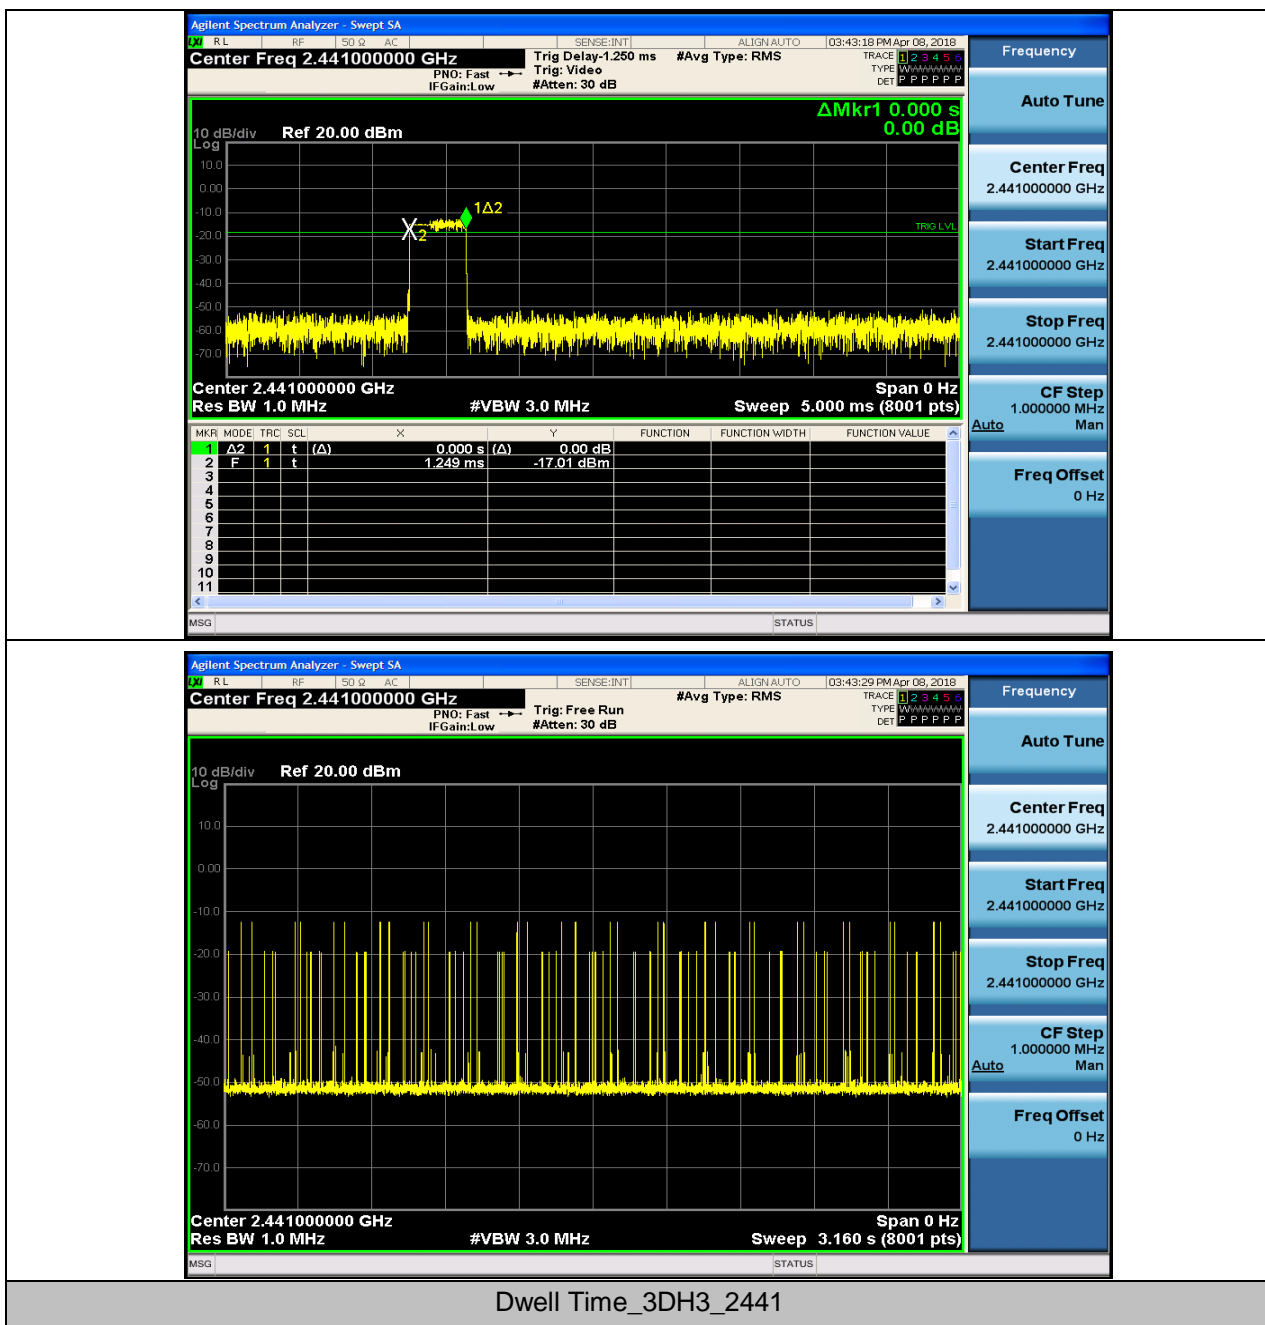 Agilent Spectrum Analyzer - Swept SA
LXI RL RF 50 Ω AC SENSE:INT ALIGN AUTO 03:43:18 PM Apr 08, 2018
Center Freq 2.441000000 GHz
Trig Delay-1.250 ms #Avg Type: RMS
PNO: Fast Trig: Video
IFGain:Low #Atten: 30 dB
TRACE 1 2 3 4 5 6
TYPE WWWWWW
DET P P P P P P
ΔMkr1 0.000 s
0.00 dB
10 dB/div Ref 20.00 dBm
Log
10.0
0.00
-10.0
-20.0
-30.0
-40.0
-50.0
-60.0
-70.0
1Δ2
X2
TRIG LVL
Center 2.441000000 GHz Span 0 Hz
Res BW 1.0 MHz #VBW 3.0 MHz Sweep 5.000 ms (8001 pts)
MKR MODE TRC SCL X Y FUNCTION FUNCTION WIDTH FUNCTION VALUE
1 Δ2 1 t (Δ) 0.000 s (Δ) 0.00 dB
2 F 1 t 1.249 ms -17.01 dBm
3
4
5
6
7
8
9
10
11
MSG STATUS
Frequency
Auto Tune
Center Freq
2.441000000 GHz
Start Freq
2.441000000 GHz
Stop Freq
2.441000000 GHz
CF Step
1.000000 MHz
Auto Man
Freq Offset
0 Hz
Agilent Spectrum Analyzer - Swept SA
LXI RL RF 50 Ω AC SENSE:INT ALIGN AUTO 03:43:29 PM Apr 08, 2018
Center Freq 2.441000000 GHz
#Avg Type: RMS
PNO: Fast Trig: Free Run
IFGain:Low #Atten: 30 dB
TRACE 1 2 3 4 5 6
TYPE WWWWWW
DET P P P P P P
10 dB/div Ref 20.00 dBm
Log
10.0
0.00
-10.0
-20.0
-30.0
-40.0
-50.0
-60.0
-70.0
Center 2.441000000 GHz Span 0 Hz
Res BW 1.0 MHz #VBW 3.0 MHz Sweep 3.160 s (8001 pts)
MSG STATUS
Frequency
Auto Tune
Center Freq
2.441000000 GHz
Start Freq
2.441000000 GHz
Stop Freq
2.441000000 GHz
CF Step
1.000000 MHz
Auto Man
Freq Offset
0 Hz
Dwell Time_3DH3_2441